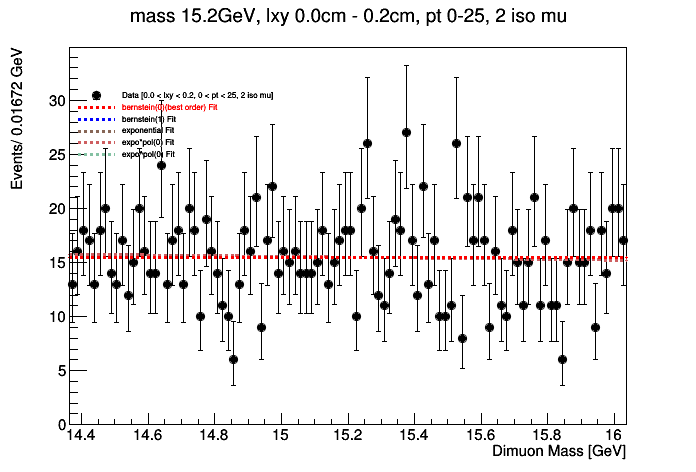 mass 15.2GeV, lxy 0.0cm - 0.2cm, pt 0-25, 2 iso mu
Events/ 0.01672 GeV
Data [0.0 < lxy < 0.2, 0 < pt < 25, 2 iso mu]
bernstein(0)(best order) Fit
bernstein(1) Fit
exponential Fit
expo*pol(0) Fit
expo*pol(0) Fit
30
25
20
15
10
5
0
14.4 14.6 14.8 15 15.2 15.4 15.6 15.8 16
Dimuon Mass [GeV]